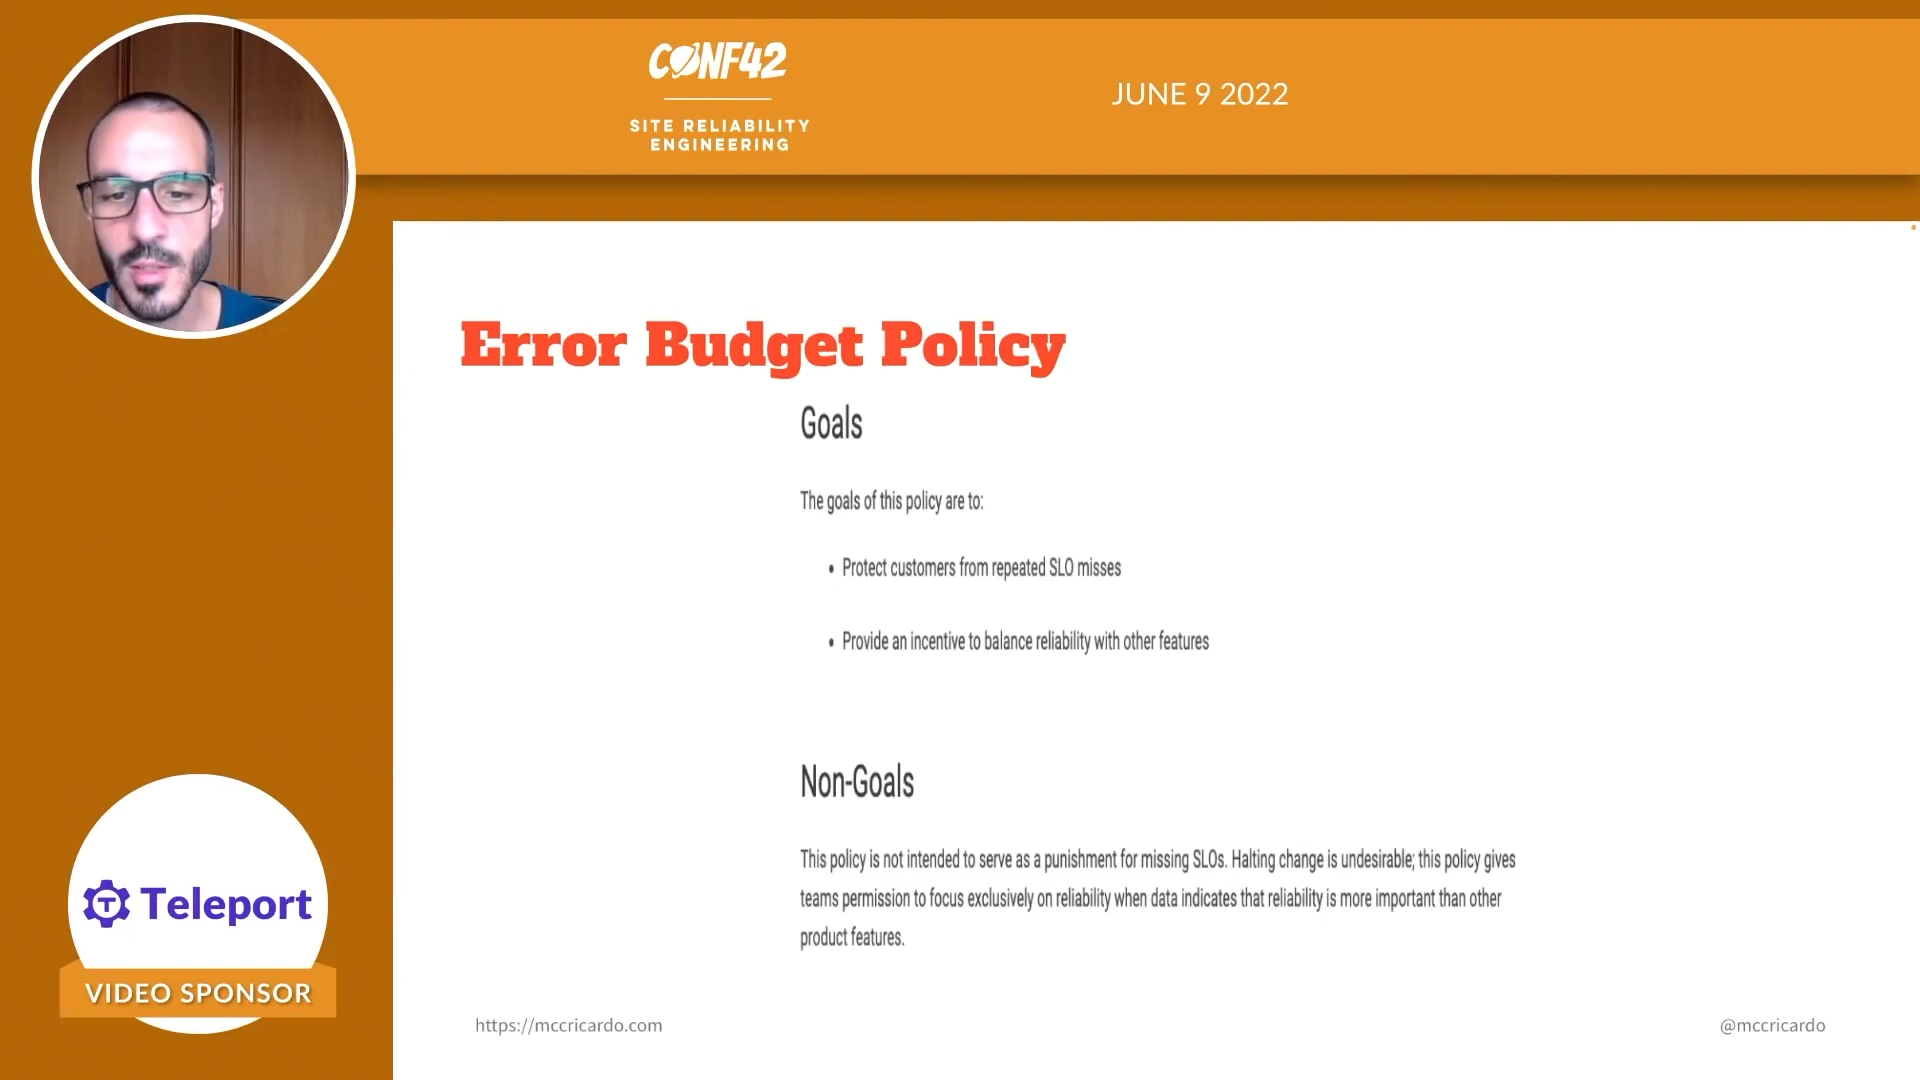 CONF42
SITE RELIABILITY
ENGINEERING
JUNE 9 2022
Error Budget Policy
Goals
The goals of this policy are to:
• Protect customers from repeated SLO misses
• Provide an incentive to balance reliability with other features
Non-Goals
This policy is not intended to serve as a punishment for missing SLOs. Halting change is undesirable; this policy gives
teams permission to focus exclusively on reliability when data indicates that reliability is more important than other
product features.
Teleport
VIDEO SPONSOR
https://mccricardo.com
@mccricardo